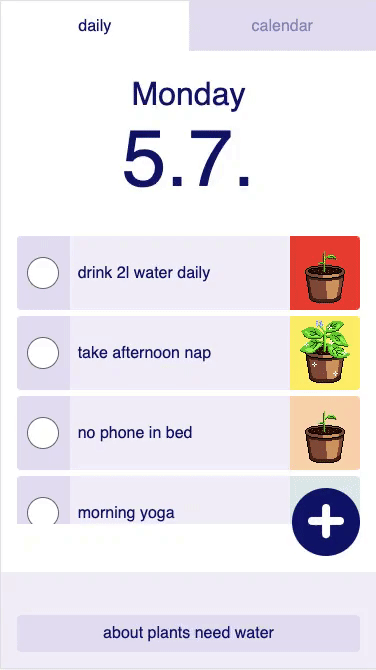 daily
calendar
Monday
5.7.
drink 2l water daily
take afternoon nap
no phone in bed
morning yoga
about plants need water